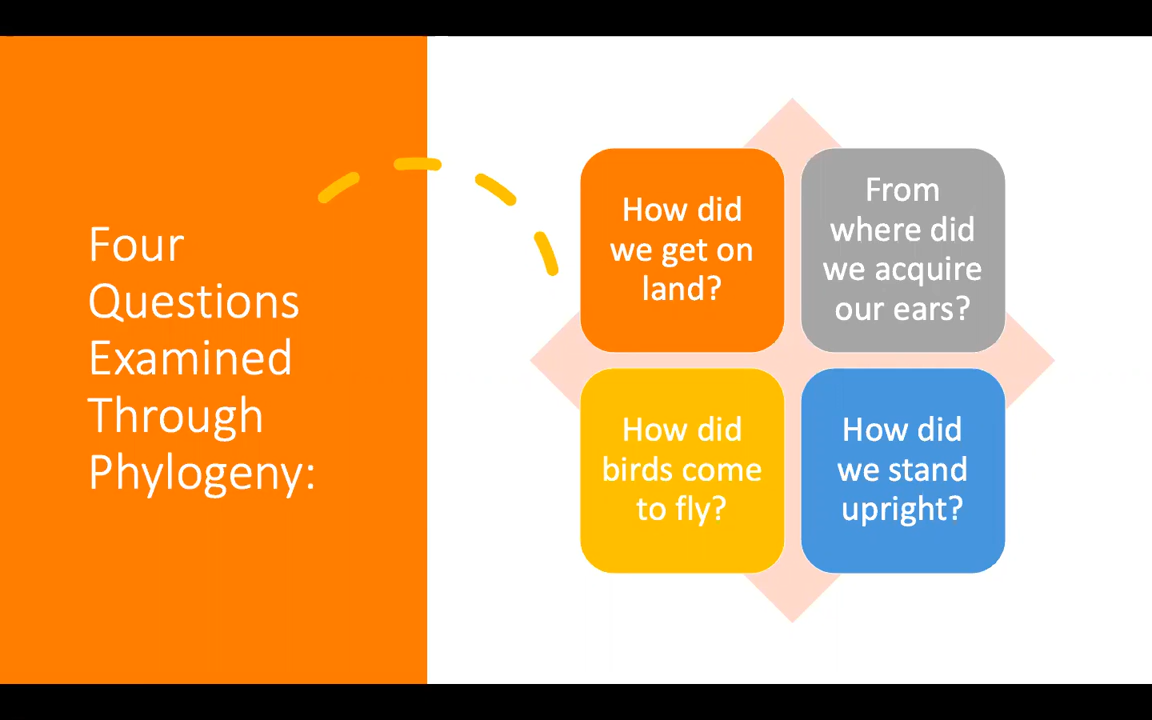 Four
Questions
Examined
Through
Phylogeny:
How did
we get on
land?
From
where did
we acquire
our ears?
How did
birds come
to fly?
How did
we stand
upright?